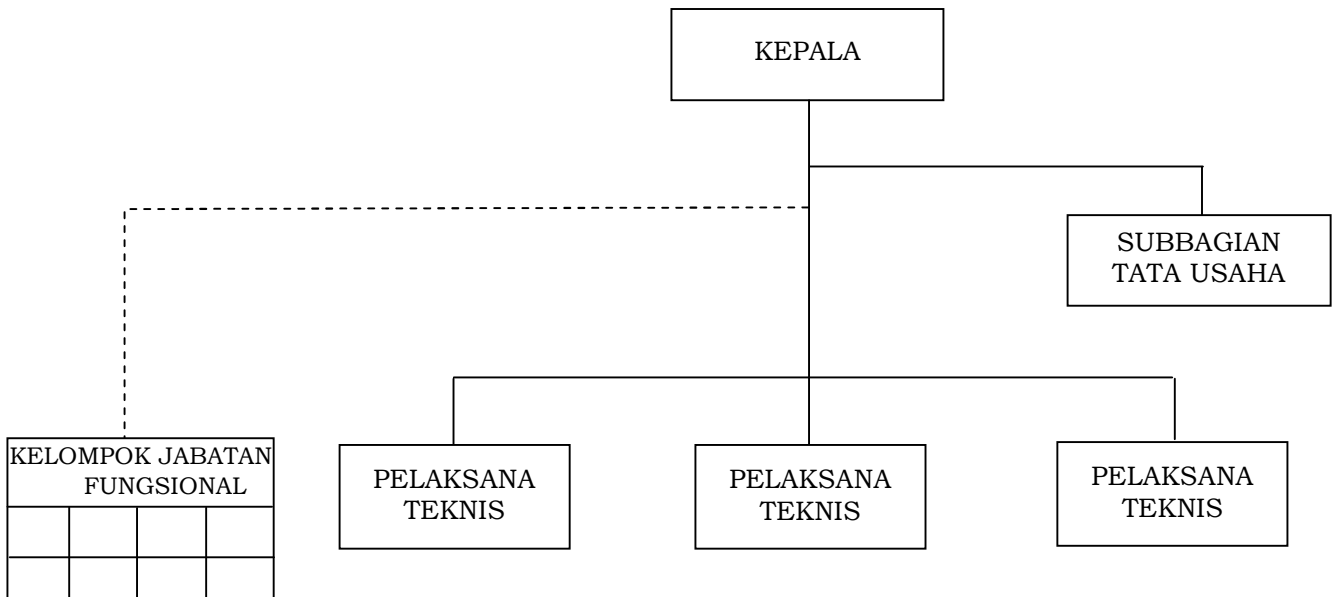 KEPALA
SUBBAGIAN
TATA USAHA
KELOMPOK JABATAN
FUNGSIONAL
PELAKSANA
TEKNIS
PELAKSANA
TEKNIS
PELAKSANA
TEKNIS